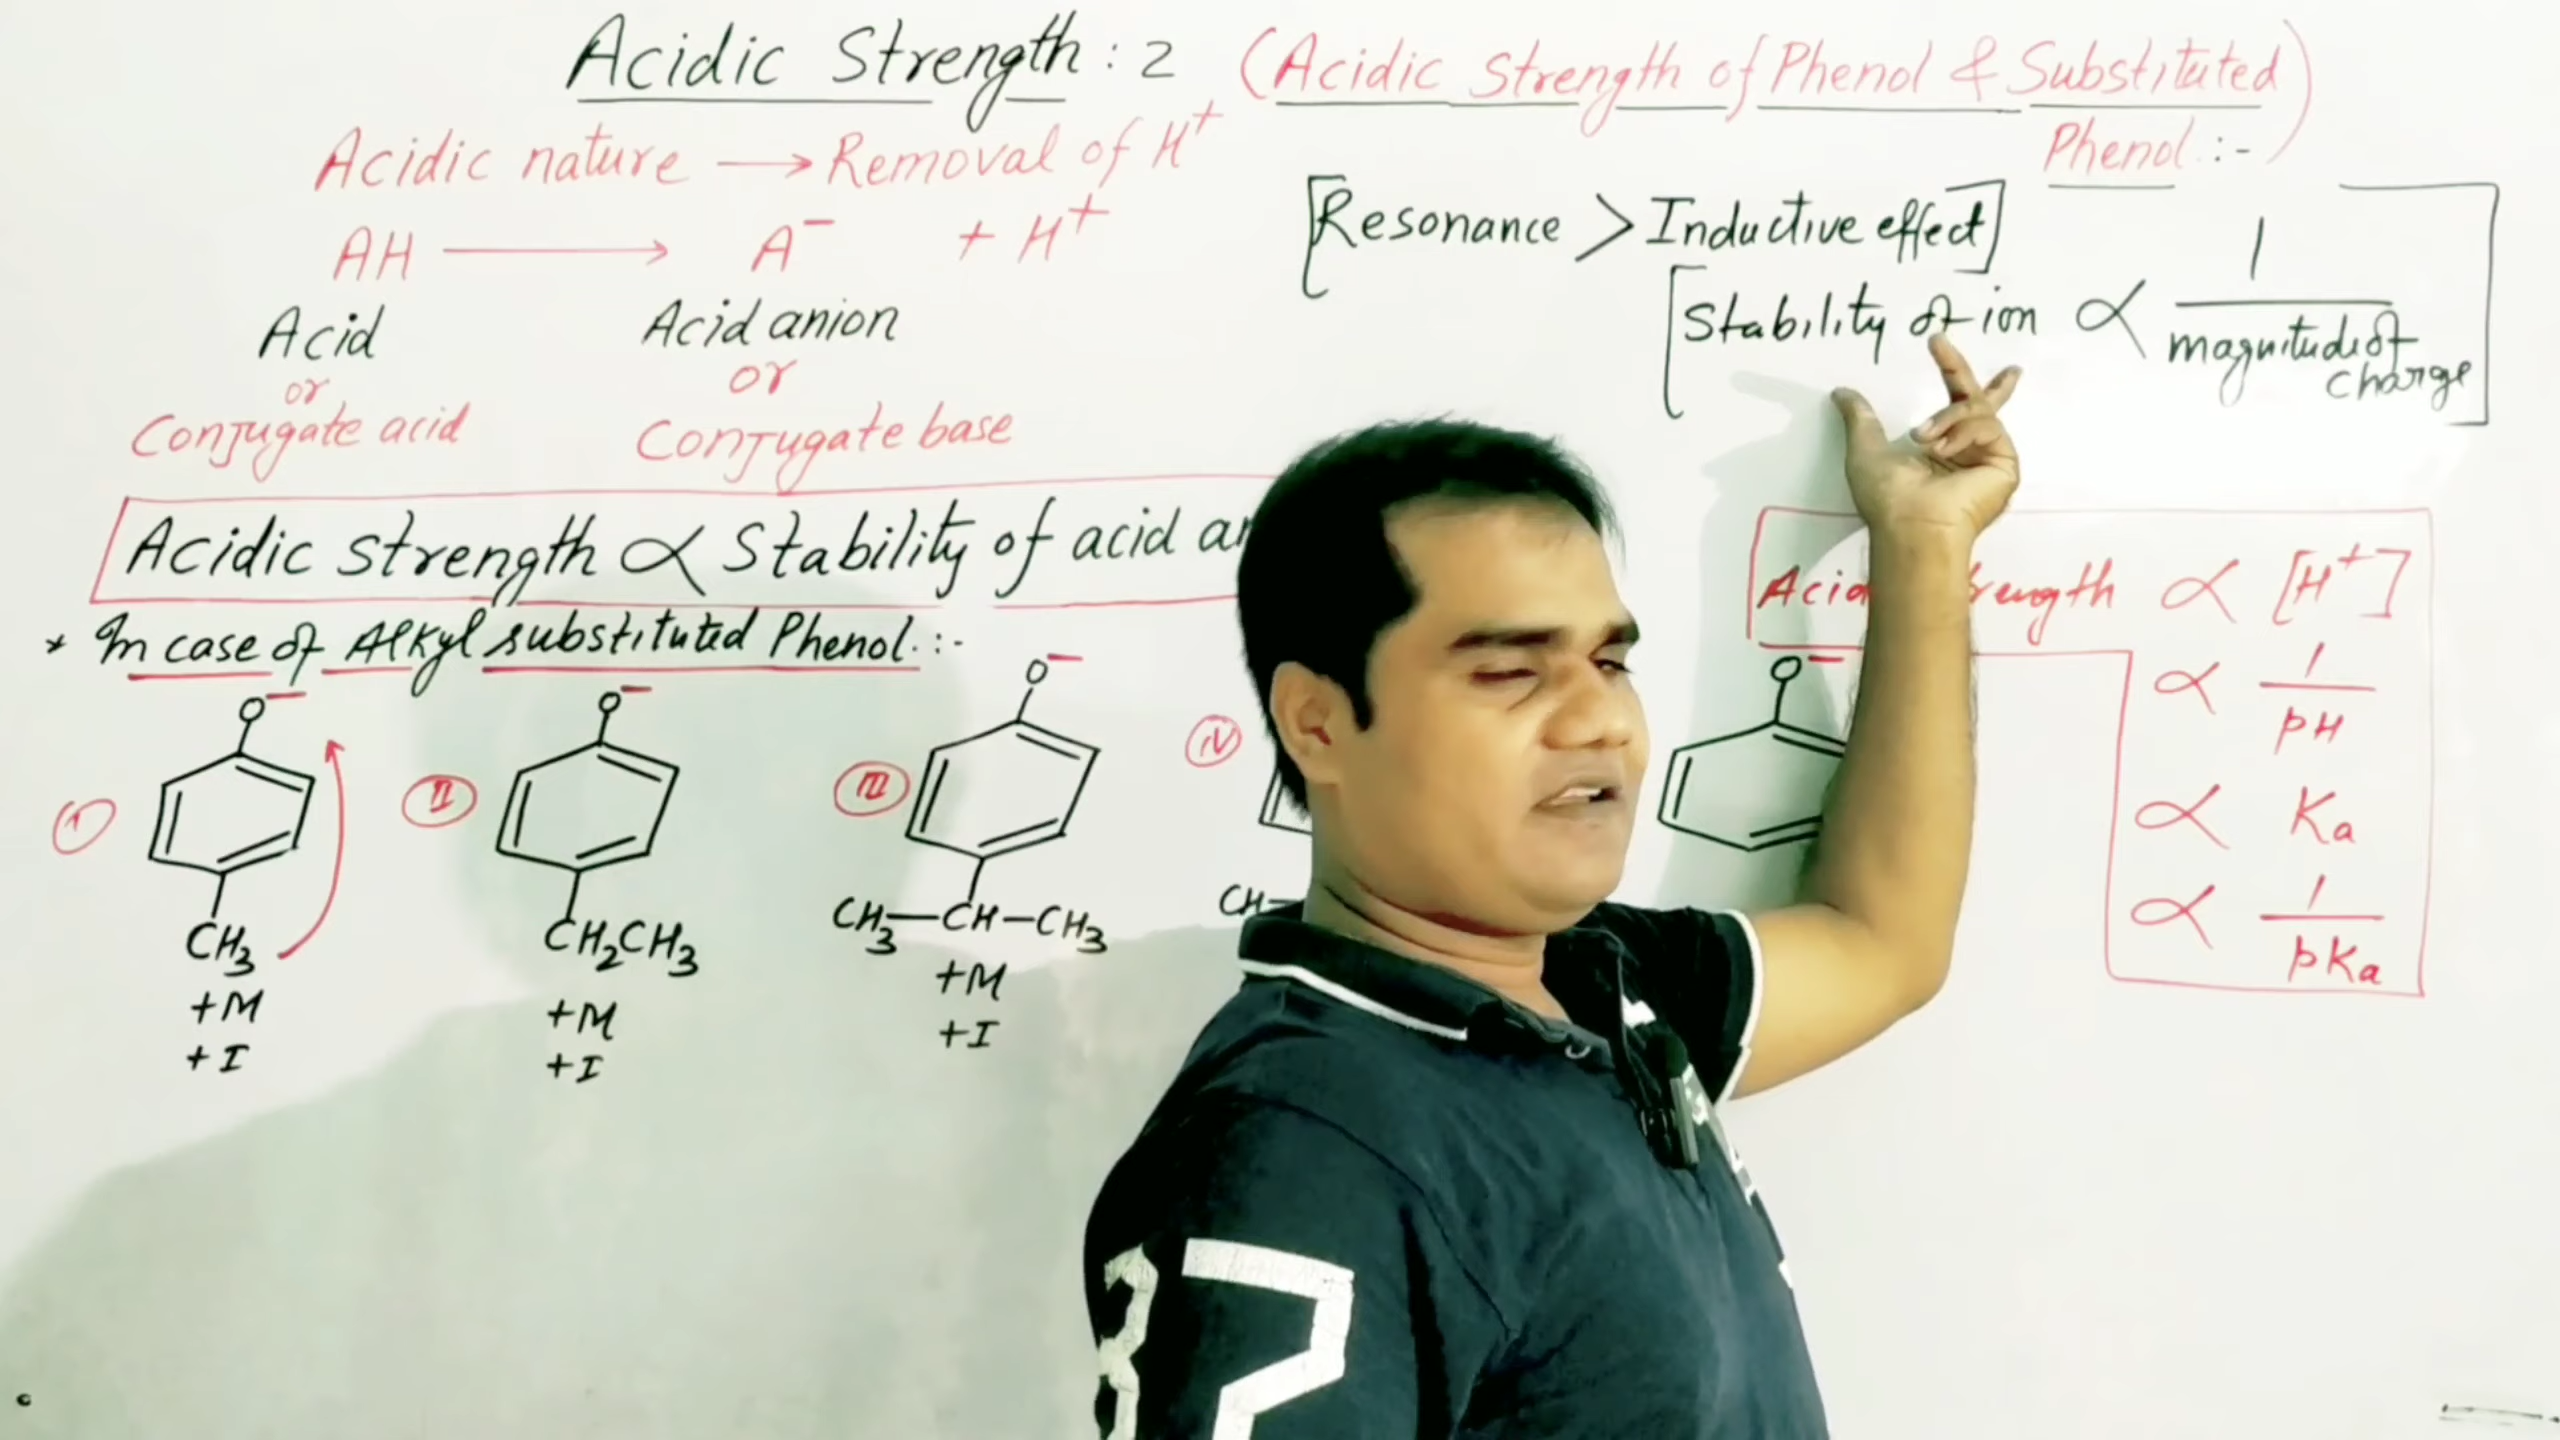 Acidic Strength : 2 (Acidic Strength of Phenol & Substituted
Phenol :-)
Acidic nature → Removal of H⁺
[Resonance > Inductive effect]
AH → A⁻ + H⁺
[Stability of ion ∝ 1 / magnitude of charge]
Acid Acid anion
or or
Conjugate acid Conjugate base
Acidic strength ∝ Stability of acid
strength ∝ [H⁺]
∝ 1 / pH
∝ Ka
∝ 1 / pKa
* In case of Alkyl substituted Phenol :-
O⁻ O⁻ O⁻ O⁻
I II III IV
CH₃ CH₂CH₃ CH₃—CH—CH₃ CH
+M +M +M
+I +I +I
37